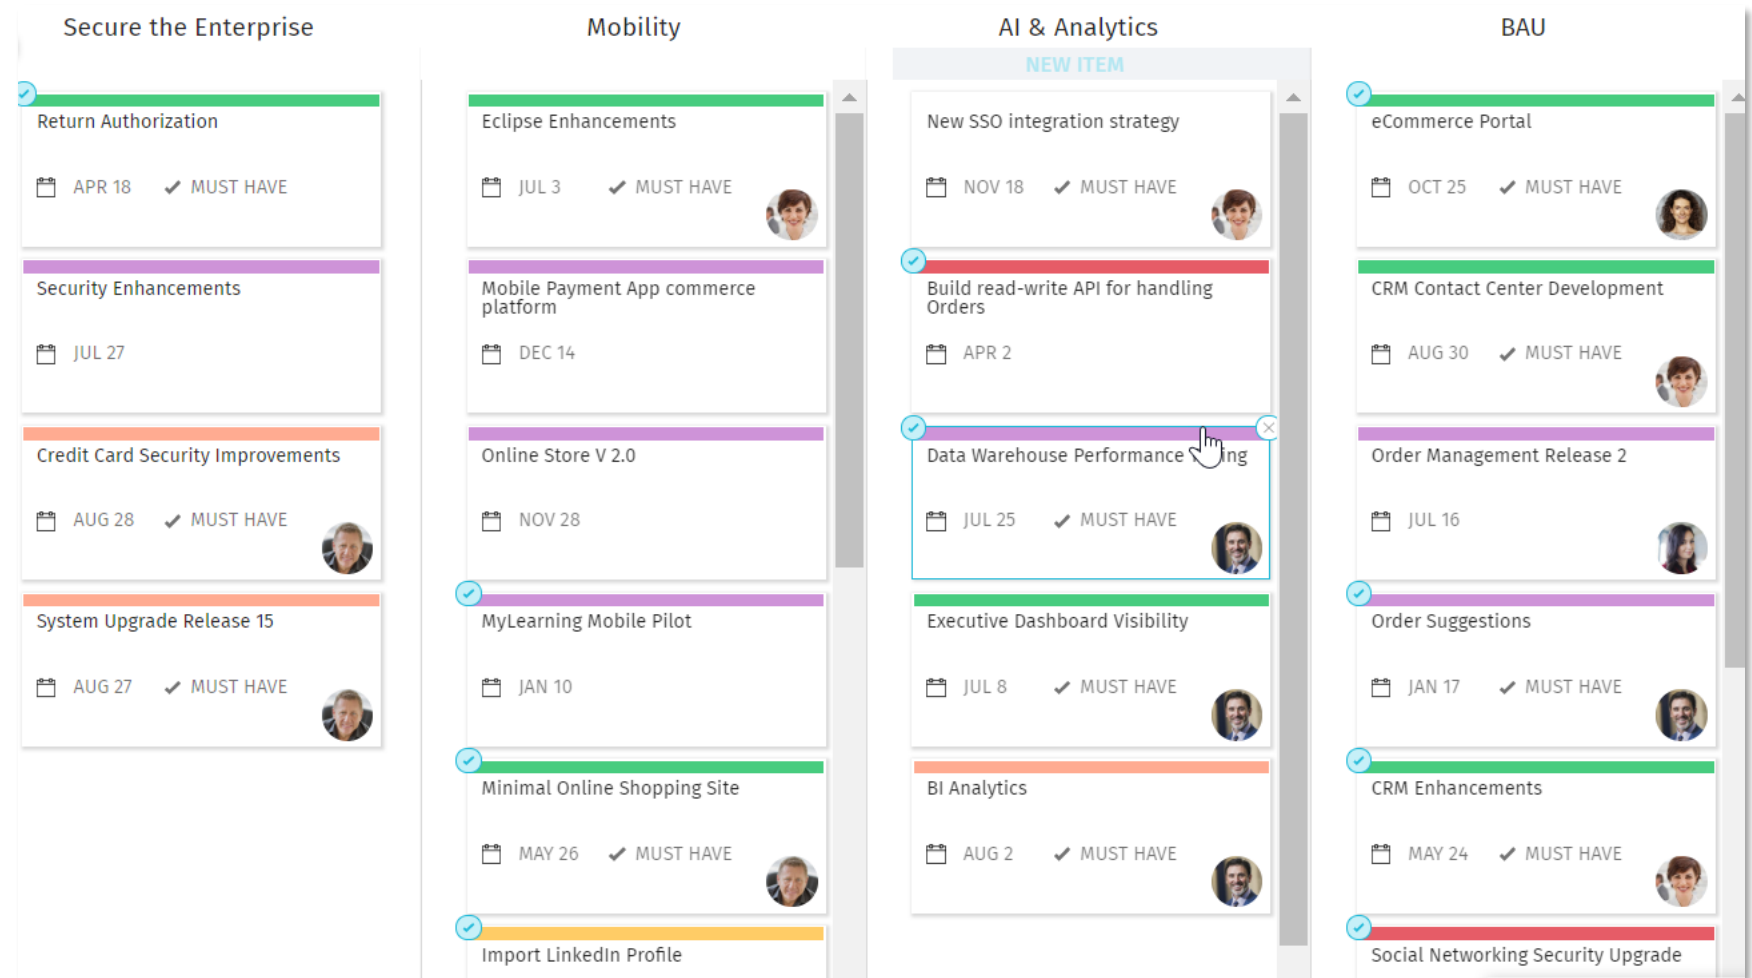 Secure the Enterprise
Return Authorization
APR 18 MUST HAVE
Security Enhancements
JUL 27
Credit Card Security Improvements
AUG 28 MUST HAVE
System Upgrade Release 15
AUG 27 MUST HAVE
Mobility
Eclipse Enhancements
JUL 3 MUST HAVE
Mobile Payment App commerce
platform
DEC 14
Online Store V 2.0
NOV 28
MyLearning Mobile Pilot
JAN 10
Minimal Online Shopping Site
MAY 26 MUST HAVE
Import LinkedIn Profile
AI & Analytics
NEW ITEM
New SSO integration strategy
NOV 18 MUST HAVE
Build read-write API for handling
Orders
APR 2
Data Warehouse Performance
JUL 25 MUST HAVE
Executive Dashboard Visibility
JUL 8 MUST HAVE
BI Analytics
AUG 2 MUST HAVE
BAU
eCommerce Portal
OCT 25 MUST HAVE
CRM Contact Center Development
AUG 30 MUST HAVE
Order Management Release 2
JUL 16
Order Suggestions
JAN 17 MUST HAVE
CRM Enhancements
MAY 24 MUST HAVE
Social Networking Security Upgrade